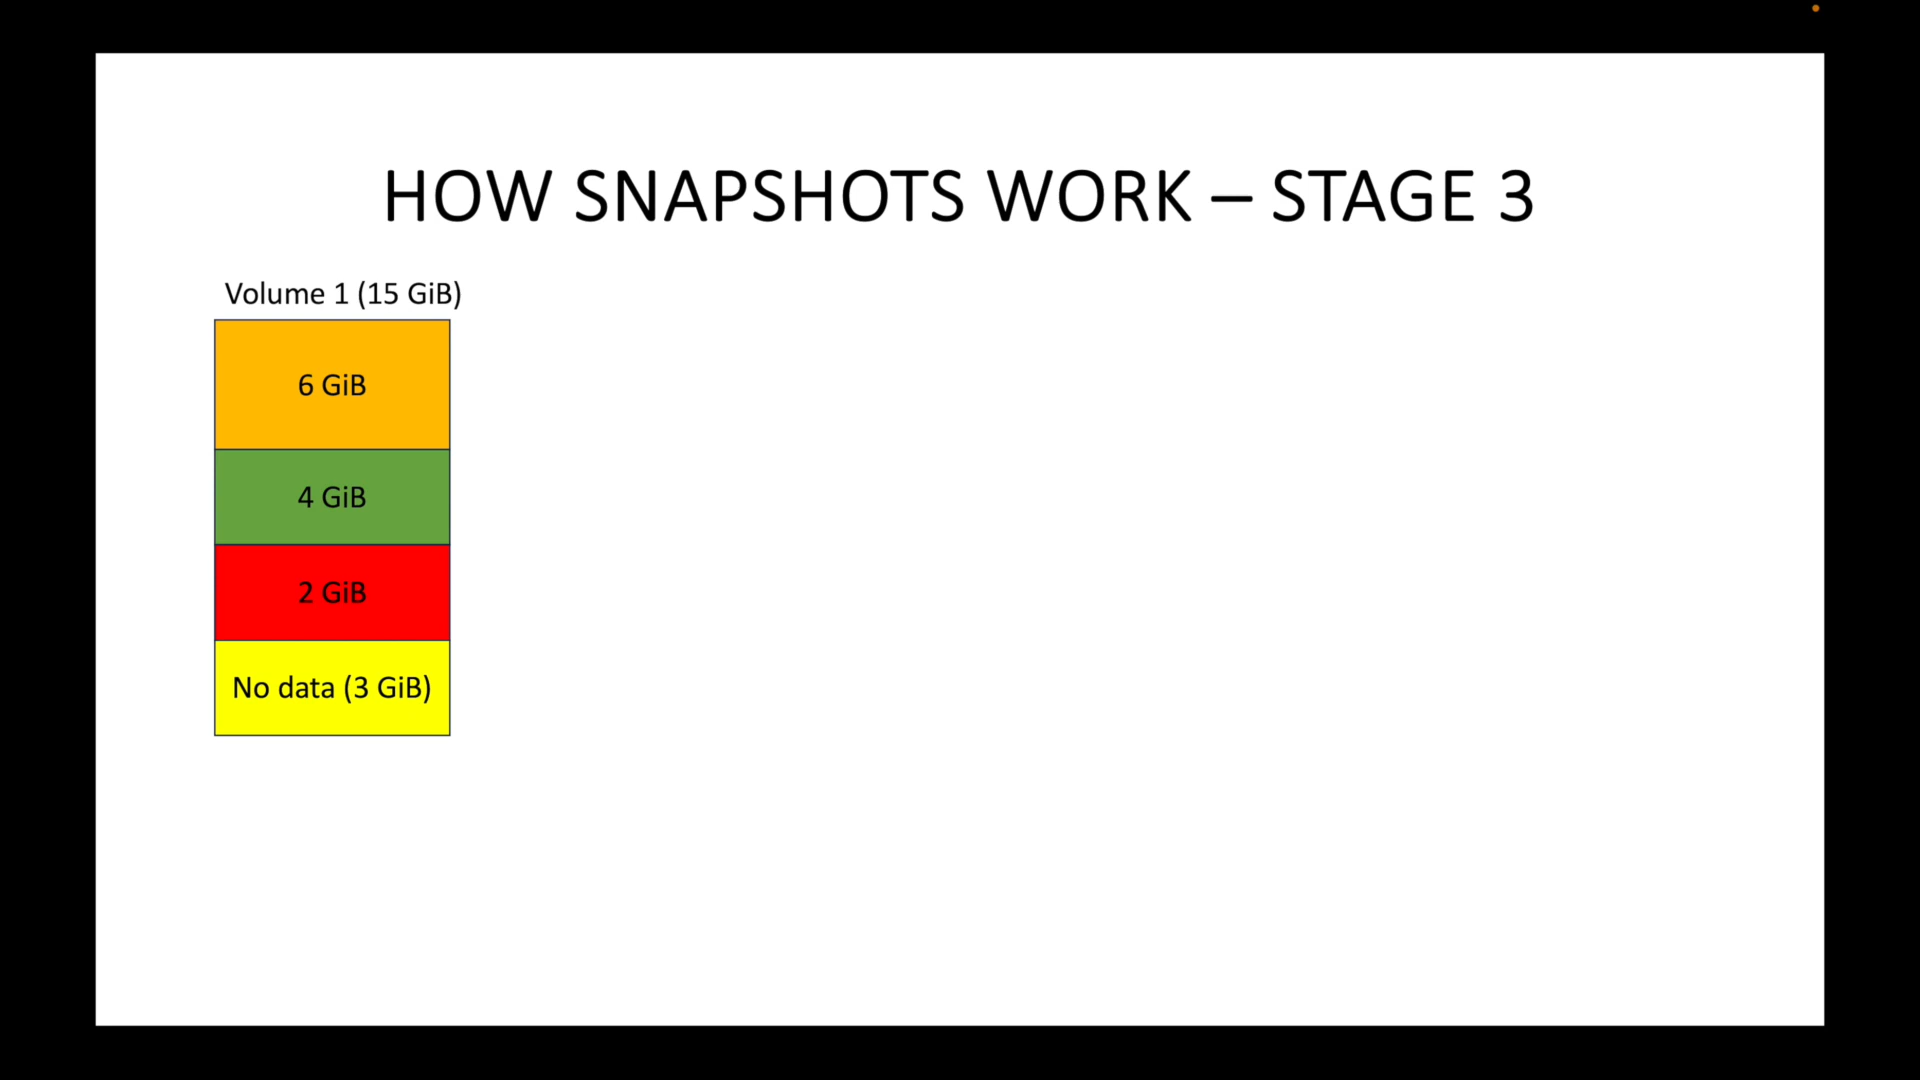 HOW SNAPSHOTS WORK – STAGE 3
Volume 1 (15 GiB)
6 GiB
4 GiB
2 GiB
No data (3 GiB)